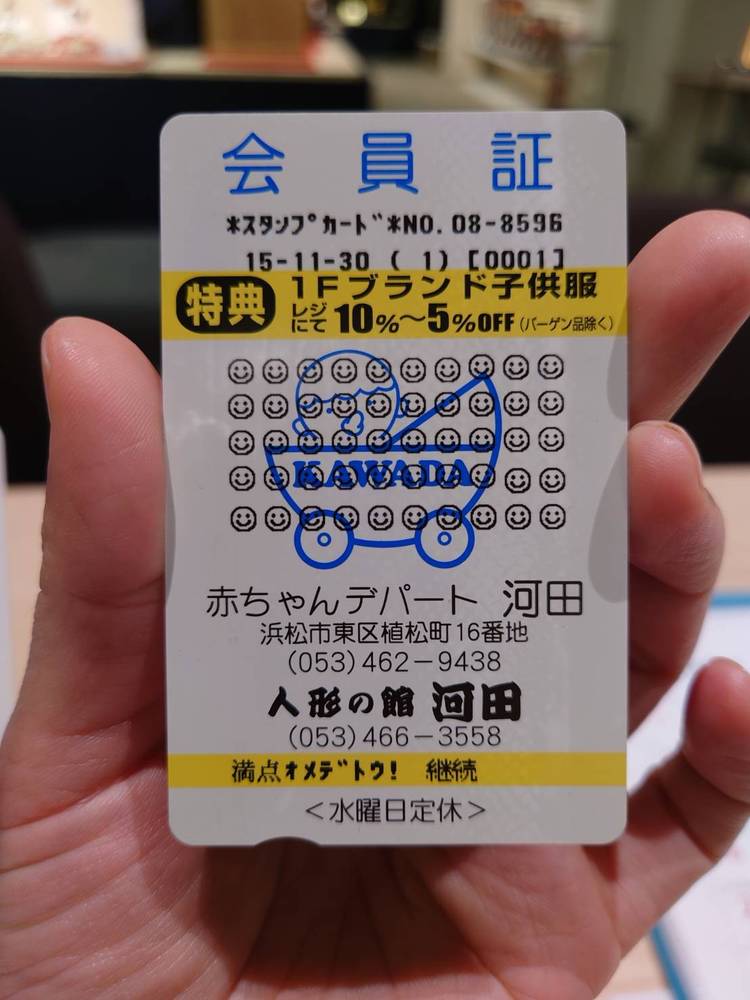 会員証
*ｽﾀﾝﾌﾟｶｰﾄﾞ*NO. 08-8596
15-11-30 ( 1) [0001]
特典 1Fブランド子供服
レジにて 10%～5%OFF (バーゲン品除く)
KAWADA
赤ちゃんデパート 河田
浜松市東区植松町16番地
(053)462－9438
人形の館 河田
(053)466－3558
満点ｵﾒﾃﾞﾄｳ! 継続
＜水曜日定休＞